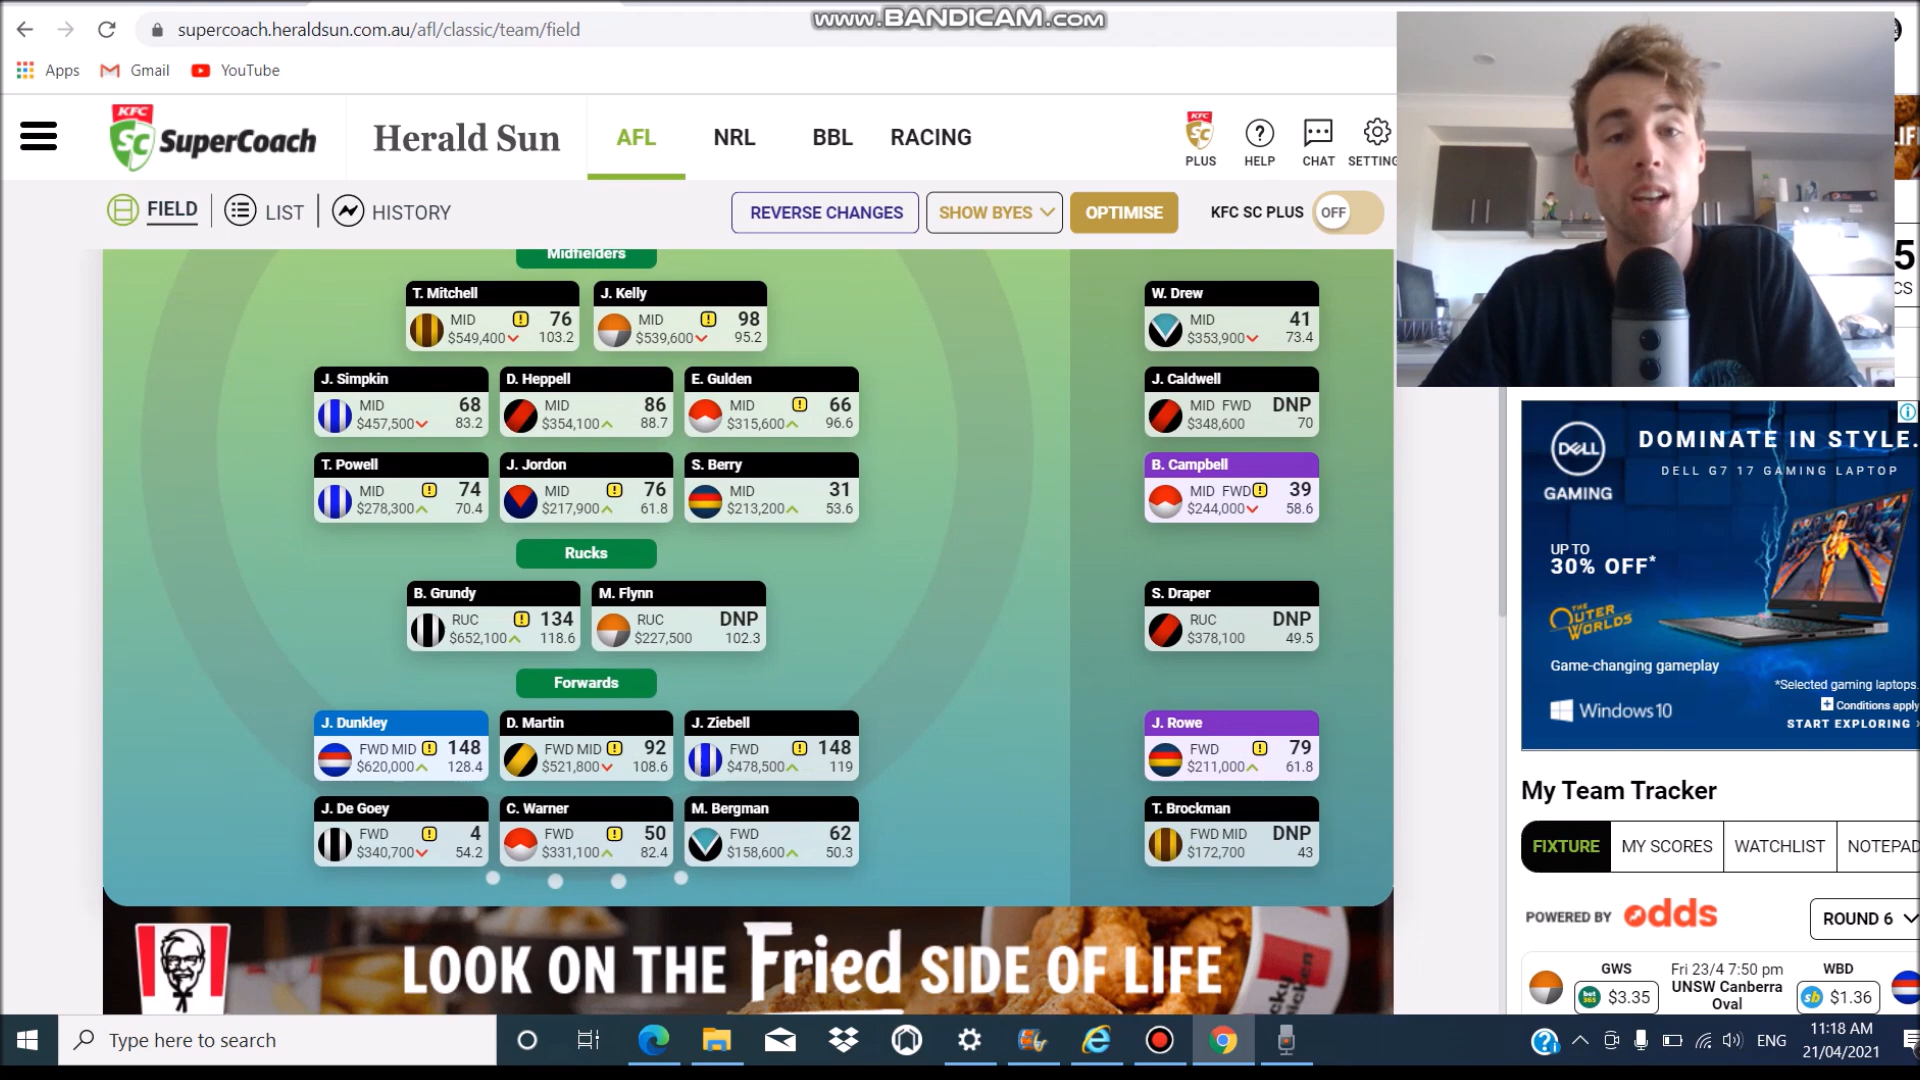 www.BANDICAM.com
supercoach.heraldsun.com.au/afl/classic/team/field
Apps Gmail YouTube
KFC SC SuperCoach Herald Sun AFL NRL BBL RACING
KFC SC PLUS HELP CHAT SETTING
FIELD LIST HISTORY REVERSE CHANGES SHOW BYES OPTIMISE KFC SC PLUS OFF
Midfielders
T. Mitchell
MID 76
$549,400 103.2
J. Kelly
MID 98
$539,600 95.2
W. Drew
MID 41
$353,900 73.4
J. Simpkin
MID 68
$457,500 83.2
D. Heppell
MID 86
$354,100 88.7
E. Gulden
MID 66
$315,600 96.6
J. Caldwell
MID FWD DNP
$348,600 70
T. Powell
MID 74
$278,300 70.4
J. Jordon
MID 76
$217,900 61.8
S. Berry
MID 31
$213,200 53.6
B. Campbell
MID FWD 39
$244,000 58.6
Rucks
B. Grundy
RUC 134
$652,100 118.6
M. Flynn
RUC DNP
$227,500 102.3
S. Draper
RUC DNP
$378,100 49.5
Forwards
J. Dunkley
FWD MID 148
$620,000 128.4
D. Martin
FWD MID 92
$521,800 108.6
J. Ziebell
FWD 148
$478,500 119
J. Rowe
FWD 79
$211,000 61.8
J. De Goey
FWD 4
$340,700 54.2
C. Warner
FWD 50
$331,100 82.4
M. Bergman
FWD 62
$158,600 50.3
T. Brockman
FWD MID DNP
$172,700 43
KFC
LOOK ON THE Fried SIDE OF LIFE
5
CS
DELL
GAMING
DOMINATE IN STYLE.
DELL G7 17 GAMING LAPTOP
UP TO
30% OFF*
THE OUTER WORLDS
Game-changing gameplay
Windows 10
*Selected gaming laptops.
Conditions apply
START EXPLORING
My Team Tracker
FIXTURE MY SCORES WATCHLIST NOTEPAD
POWERED BY odds ROUND 6
GWS
bet365 $3.35
Fri 23/4 7:50 pm
UNSW Canberra
Oval
WBD
sb $1.36
Type here to search
ENG
11:18 AM
21/04/2021